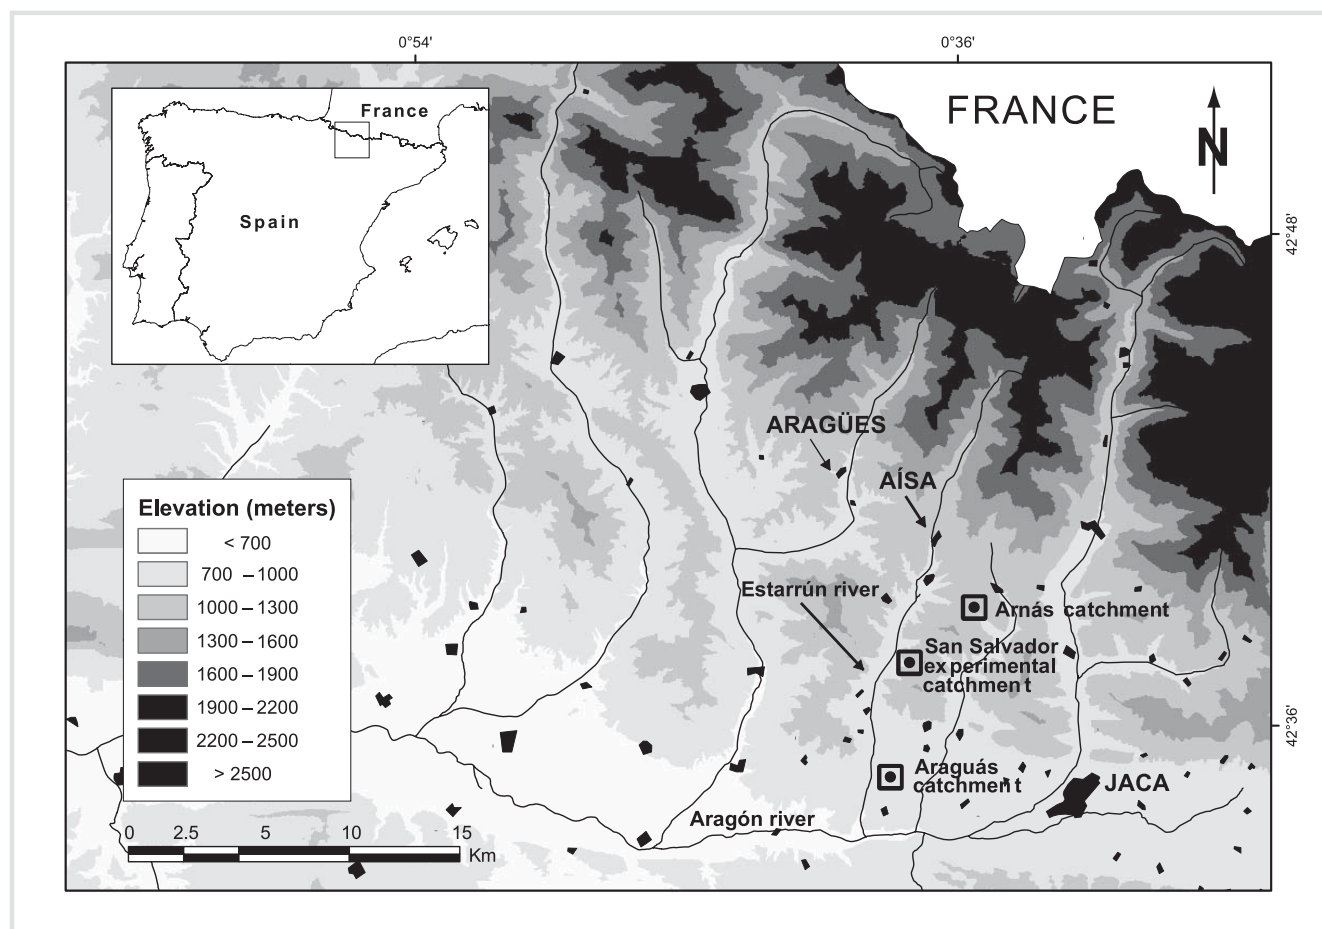 0°54'
0°36'
France
Spain
FRANCE
N
42°48'
ARAGÜES
AÍSA
Elevation (meters)
< 700
700 – 1000
1000 – 1300
1300 – 1600
1600 – 1900
1900 – 2200
2200 – 2500
> 2500
Estarrún river
Arnás catchment
San Salvador
experimental
catchment
42°36'
Araguás
catchment
JACA
Aragón river
0 2.5 5 10 15
Km